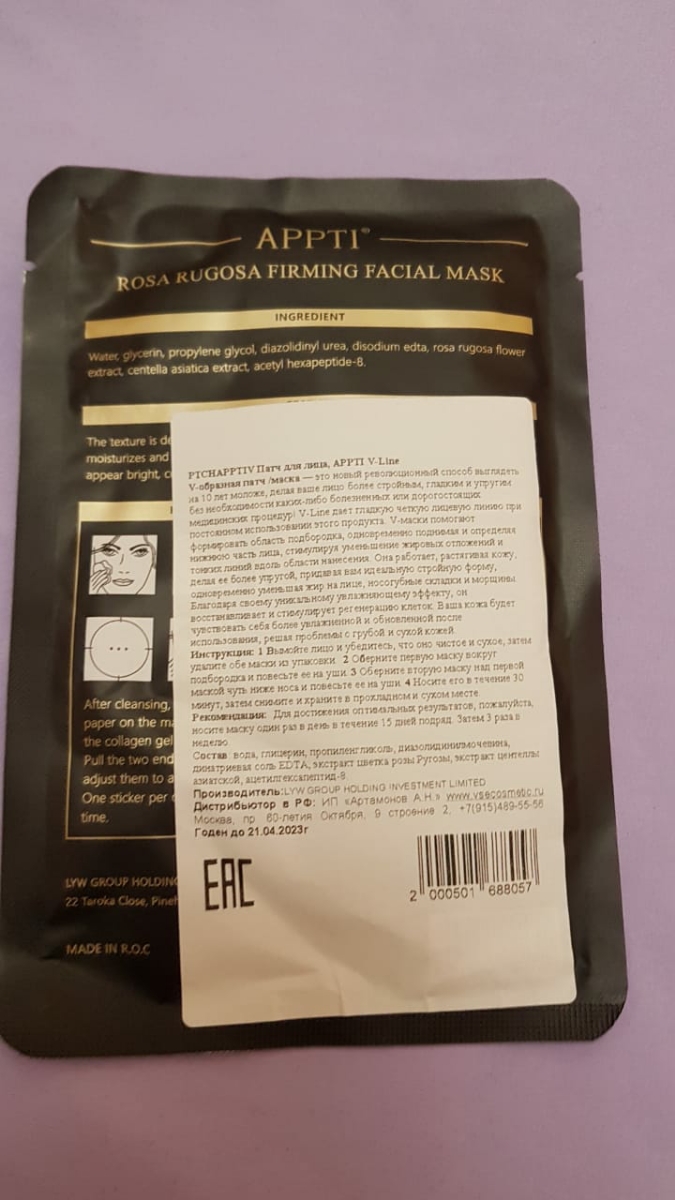 APPTI®
ROSA RUGOSA FIRMING FACIAL MASK
INGREDIENT
Water, glycerin, propylene glycol, diazolidinyl urea, disodium edta, rosa rugosa flower
extract, centella asiatica extract, acetyl hexapeptide-8.
The texture is
moisturizes and
appear bright,
After cleansing,
paper on the
the collagen gel
Pull the two
adjust them to
One sticker per
time.
LYW GROUP
22 Taroka Close,
MADE IN R.O.C
PTCHAPPTIV Патч для лица, APPTI V-Line
V-образная патч /маска — это новый революционный способ выглядеть
на 10 лет моложе, делая ваше лицо более стройным, гладким и упругим
без необходимости каких-либо болезненных или дорогостоящих
медицинских процедур! V-Line дает гладкую четкую лицевую линию при
постоянном использовании этого продукта. V-маски помогают
формировать область подбородка, одновременно поднимая и определяя
нижнюю часть лица, стимулируя уменьшение жировых отложений и
тонких линий вдоль области нанесения. Она работает, растягивая кожу,
делая ее более упругой, придавая вам идеальную стройную форму,
одновременно уменьшая жир на лице, носогубные складки и морщины.
Благодаря своему уникальному увлажняющему эффекту, он
восстанавливает и стимулирует регенерацию клеток. Ваша кожа будет
чувствовать себя более увлажненной и обновленной после
использования, решая проблемы с грубой и сухой кожей.
Инструкция: 1 Вымойте лицо и убедитесь, что оно чистое и сухое, затем
удалите обе маски из упаковки. 2 Оберните первую маску вокруг
подбородка и повесьте ее на уши. 3 Оберните вторую маску над первой
маской чуть ниже носа и повесьте ее на уши. 4 Носите его в течение 30
минут, затем снимите и храните в прохладном и сухом месте.
Рекомендация: Для достижения оптимальных результатов, пожалуйста,
носите маску один раз в день в течение 15 дней подряд. Затем 3 раза в
неделю
Состав вода, глицерин, пропиленгликоль, диазолидинилмочевина,
динатриевая соль EDTA, экстракт цветка розы Ругозы, экстракт центеллы
азиатской, ацетилгексапептид-8.
Производитель:LYW GROUP HOLDING INVESTMENT LIMITED
Дистрибьютор в РФ: ИП «Артамонов А.Н.» www.vsecosmetic.ru
Москва, пр 60-летия Октября, 9 строение 2, +7(915)489-55-56
Годен до 21.04.2023г
EAC
2 000501 688057